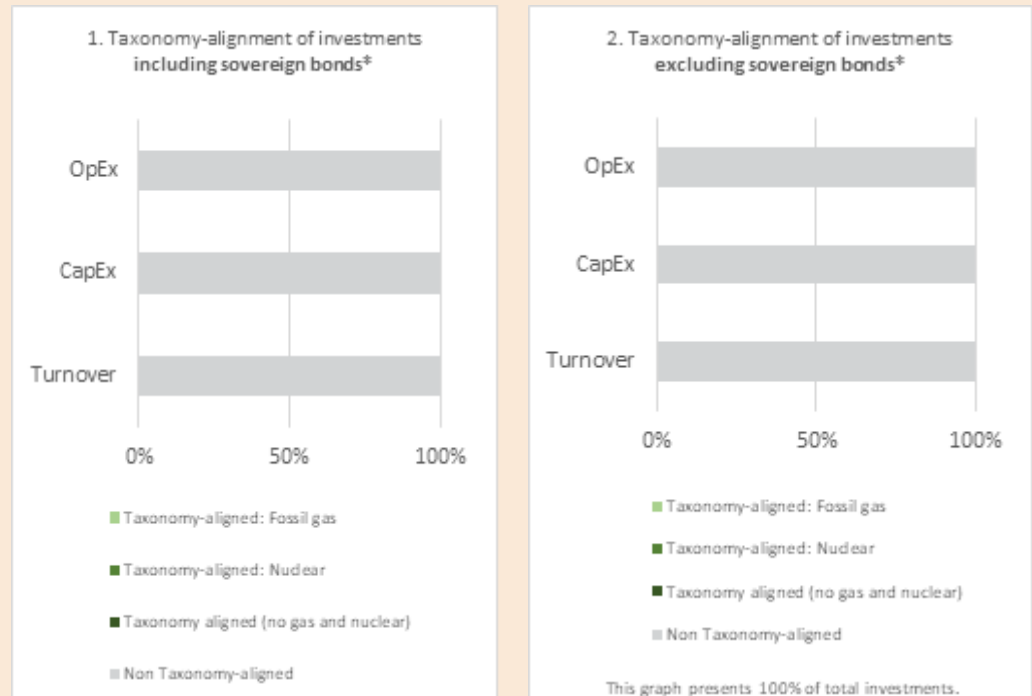 1. Taxonomy-alignment of investments
including sovereign bonds*
OpEx
CapEx
Turnover
0%
50%
100%
Taxonomy-aligned: Fossil gas
Taxonomy-aligned: Nuclear
Taxonomy aligned (no gas and nuclear)
Non Taxonomy-aligned
2. Taxonomy-alignment of investments
excluding sovereign bonds*
OpEx
CapEx
Turnover
0%
50%
100%
Taxonomy-aligned: Fossil gas
Taxonomy-aligned: Nuclear
Taxonomy aligned (no gas and nuclear)
Non Taxonomy-aligned
This graph presents 100% of total investments.